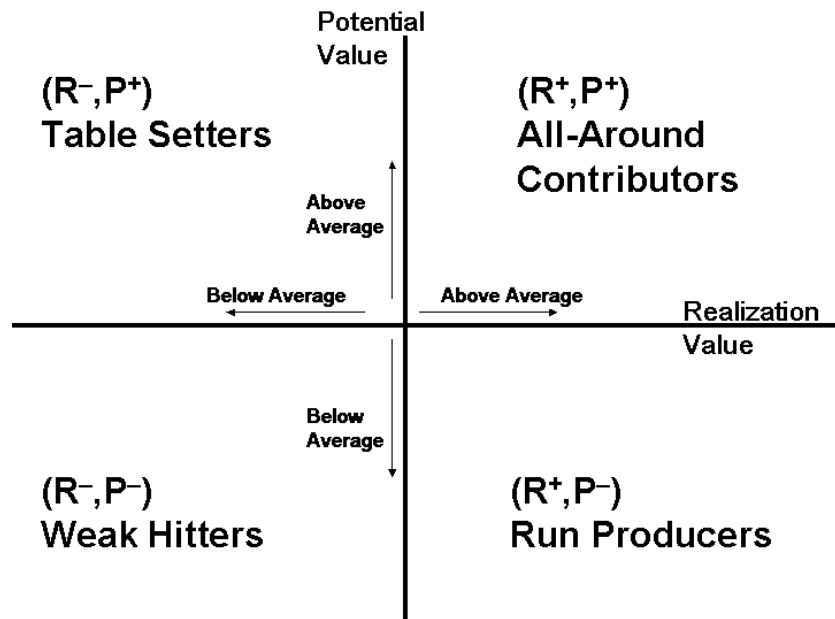 Potential
Value
(R⁻,P⁺)
Table Setters
(R⁺,P⁺)
All-Around
Contributors
Above
Average
Below Average
Above Average
Realization
Value
Below
Average
(R⁻,P⁻)
Weak Hitters
(R⁺,P⁻)
Run Producers